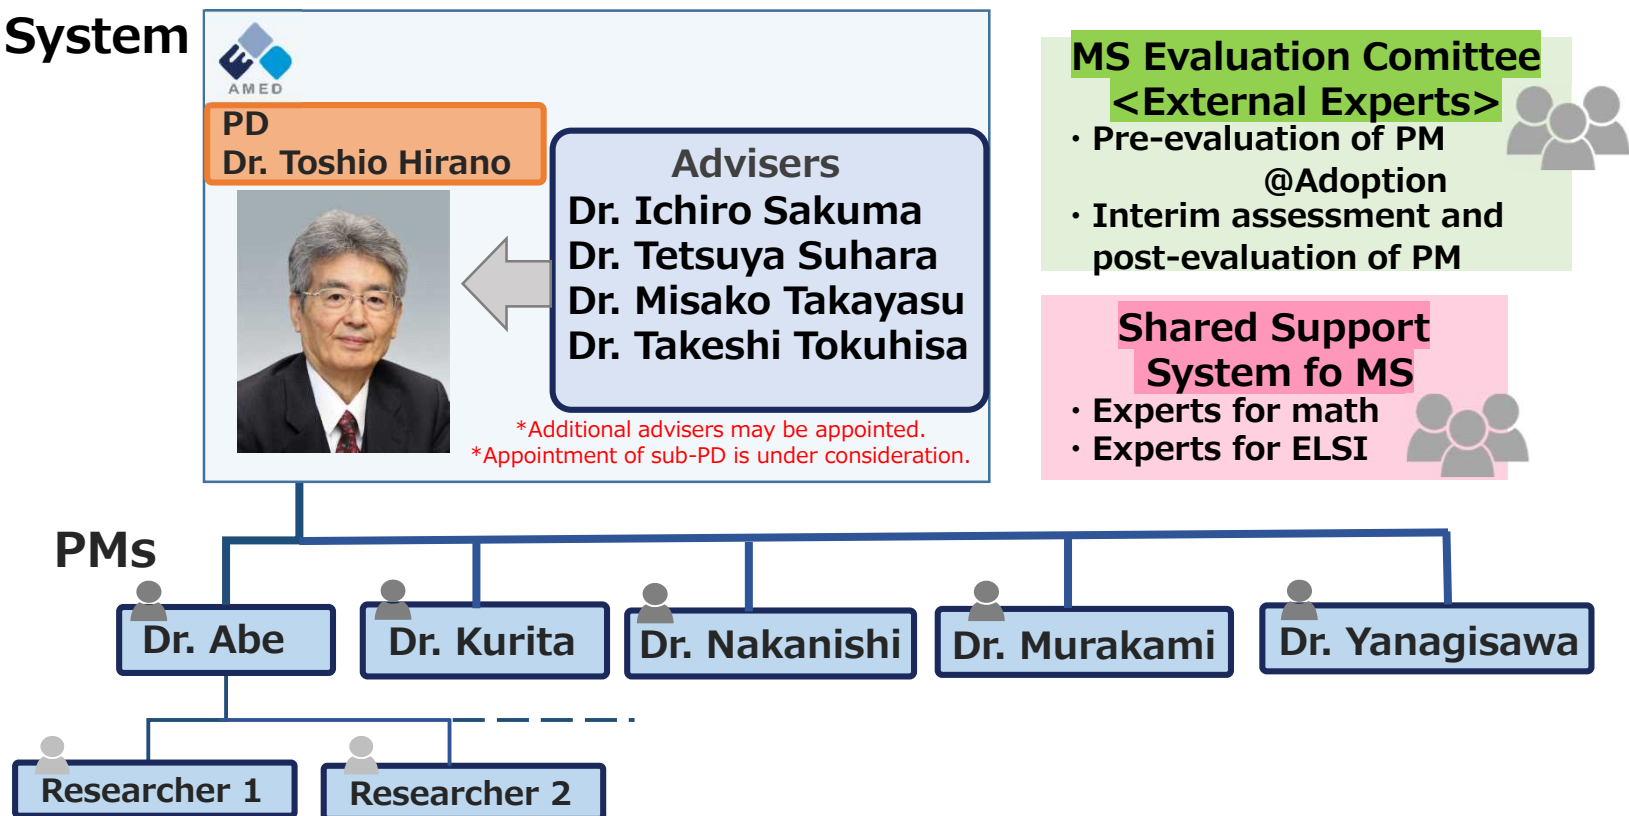 System
AMED
PD
Dr. Toshio Hirano
Advisers
Dr. Ichiro Sakuma
Dr. Tetsuya Suhara
Dr. Misako Takayasu
Dr. Takeshi Tokuhisa
*Additional advisers may be appointed.
*Appointment of sub-PD is under consideration.
MS Evaluation Comittee
<External Experts>
・Pre-evaluation of PM
@Adoption
・Interim assessment and
post-evaluation of PM
Shared Support
System fo MS
・Experts for math
・Experts for ELSI
PMs
Dr. Abe
Dr. Kurita
Dr. Nakanishi
Dr. Murakami
Dr. Yanagisawa
Researcher 1
Researcher 2